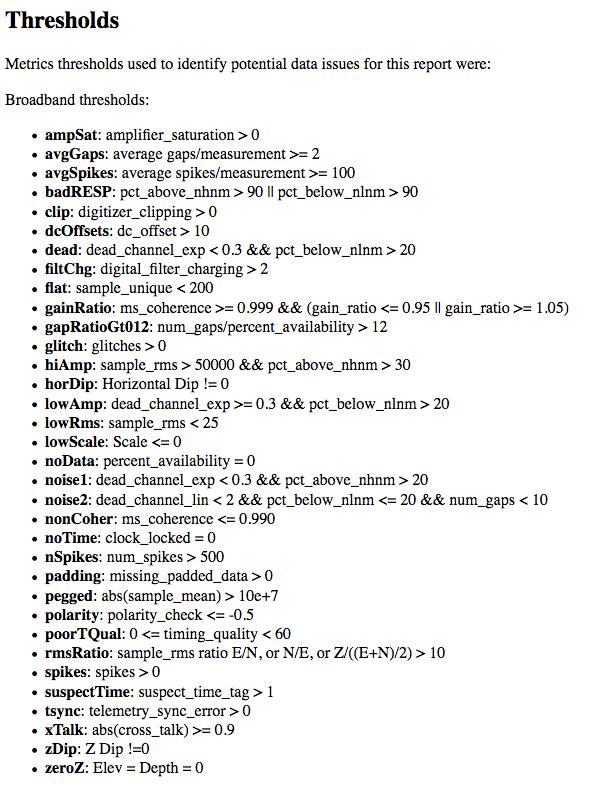 Thresholds
Metrics thresholds used to identify potential data issues for this report were:
Broadband thresholds:
• ampSat: amplifier_saturation > 0
• avgGaps: average gaps/measurement >= 2
• avgSpikes: average spikes/measurement >= 100
• badRESP: pct_above_nhnm > 90 || pct_below_nlnm > 90
• clip: digitizer_clipping > 0
• dcOffsets: dc_offset > 10
• dead: dead_channel_exp < 0.3 && pct_below_nlnm > 20
• filtChg: digital_filter_charging > 2
• flat: sample_unique < 200
• gainRatio: ms_coherence >= 0.999 && (gain_ratio <= 0.95 || gain_ratio >= 1.05)
• gapRatioGt012: num_gaps/percent_availability > 12
• glitch: glitches > 0
• hiAmp: sample_rms > 50000 && pct_above_nhnm > 30
• horDip: Horizontal Dip != 0
• lowAmp: dead_channel_exp >= 0.3 && pct_below_nlnm > 20
• lowRms: sample_rms < 25
• lowScale: Scale <= 0
• noData: percent_availability = 0
• noise1: dead_channel_exp < 0.3 && pct_above_nhnm > 20
• noise2: dead_channel_lin < 2 && pct_below_nlnm <= 20 && num_gaps < 10
• nonCoher: ms_coherence <= 0.990
• noTime: clock_locked = 0
• nSpikes: num_spikes > 500
• padding: missing_padded_data > 0
• pegged: abs(sample_mean) > 10e+7
• polarity: polarity_check <= -0.5
• poorTQual: 0 <= timing_quality < 60
• rmsRatio: sample_rms ratio E/N, or N/E, or Z/((E+N)/2) > 10
• spikes: spikes > 0
• suspectTime: suspect_time_tag > 1
• tsync: telemetry_sync_error > 0
• xTalk: abs(cross_talk) >= 0.9
• zDip: Z Dip !=0
• zeroZ: Elev = Depth = 0